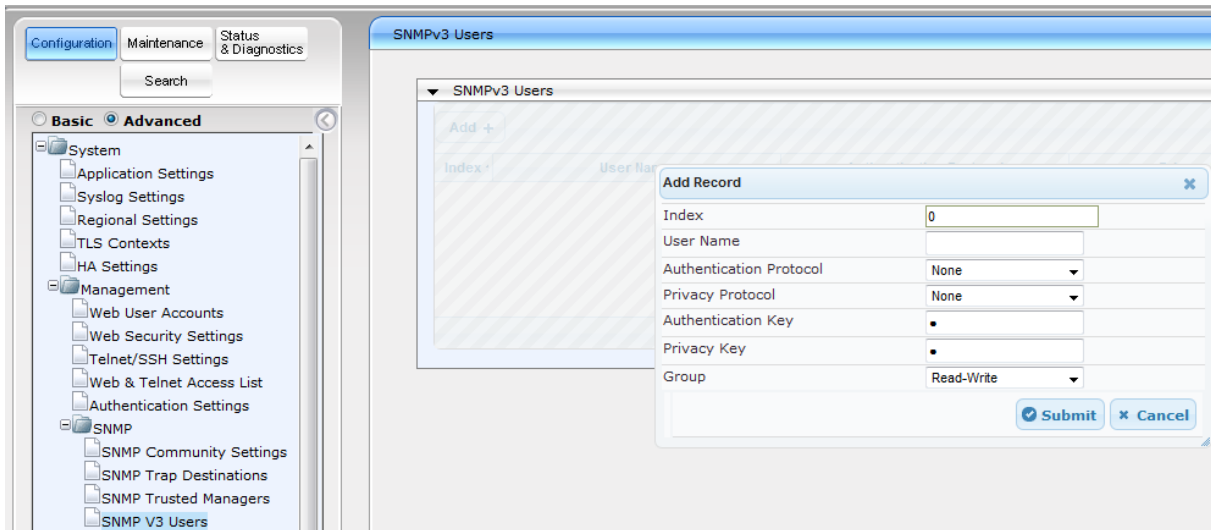 Configuration
Maintenance
Status
& Diagnostics
Search
Basic
Advanced
System
Application Settings
Syslog Settings
Regional Settings
TLS Contexts
HA Settings
Management
Web User Accounts
Web Security Settings
Telnet/SSH Settings
Web & Telnet Access List
Authentication Settings
SNMP
SNMP Community Settings
SNMP Trap Destinations
SNMP Trusted Managers
SNMP V3 Users
SNMPv3 Users
SNMPv3 Users
Add +
Index
User
Add Record
Index
0
User Name
Authentication Protocol
None
Privacy Protocol
None
Authentication Key
Privacy Key
Group
Read-Write
Submit
Cancel